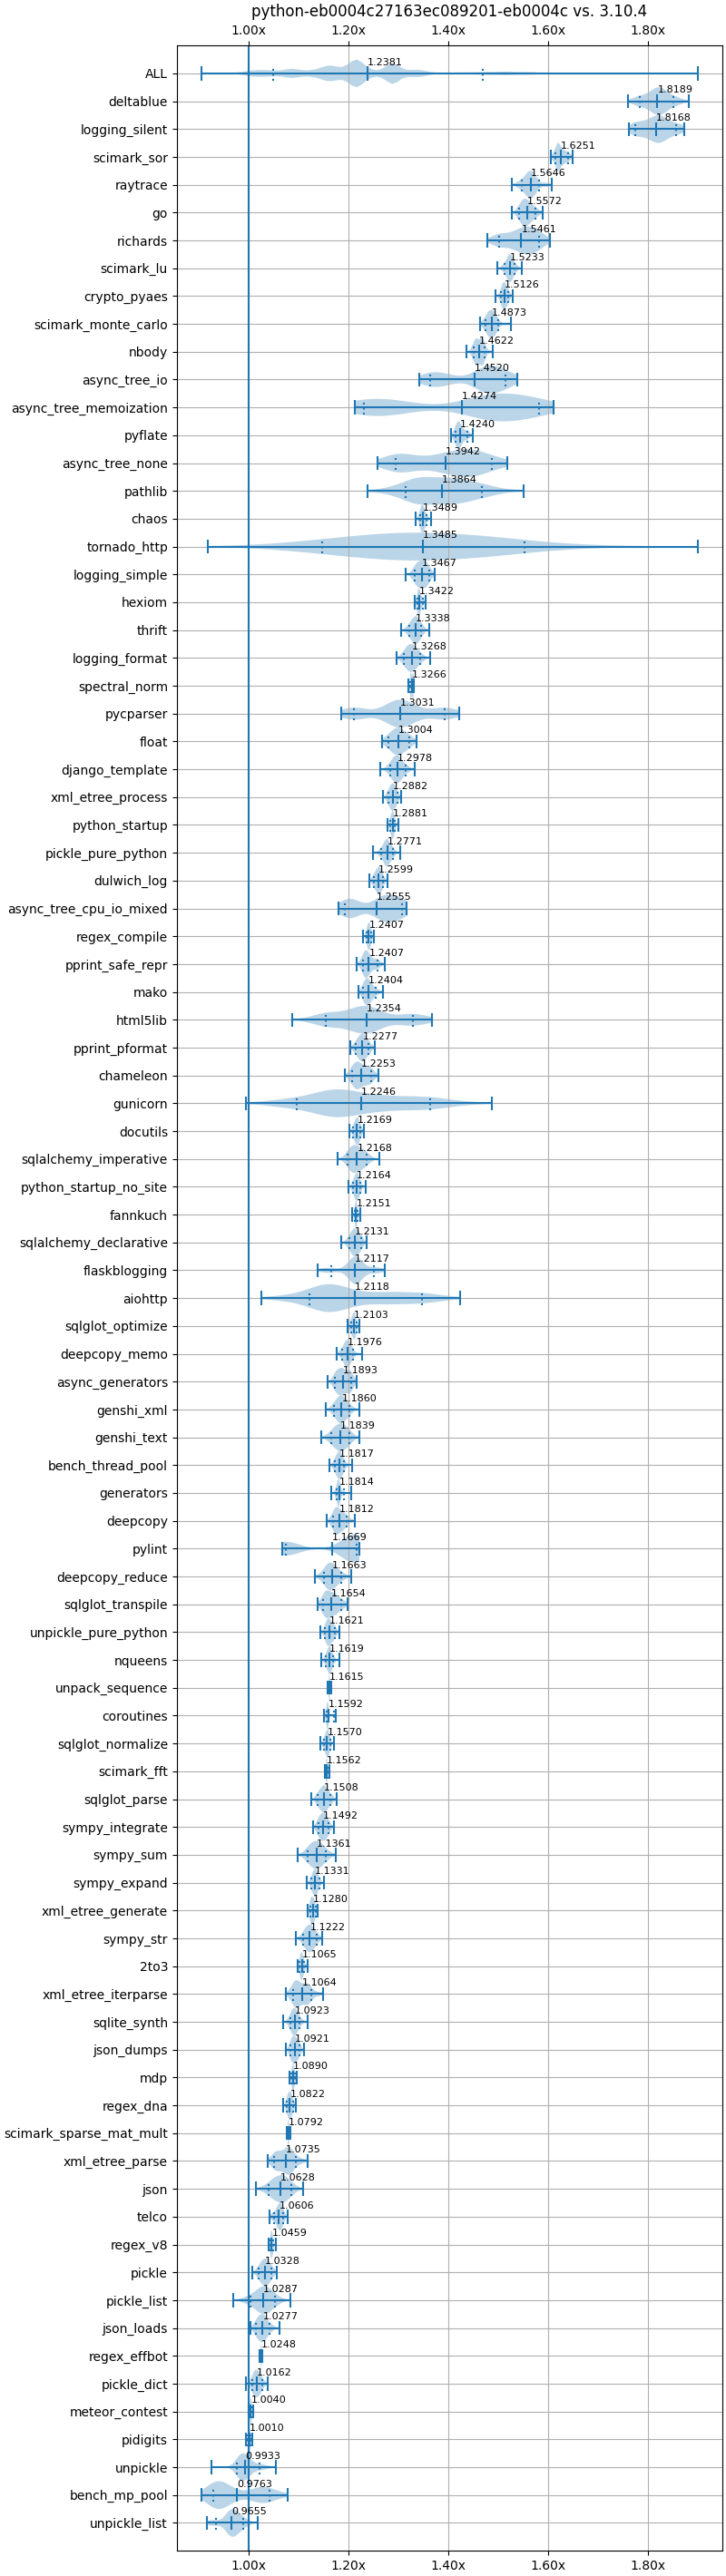 python-eb0004c27163ec089201-eb0004c vs. 3.10.4
1.00x 1.20x 1.40x 1.60x 1.80x
ALL 1.2381
deltablue 1.8189
logging_silent 1.8168
scimark_sor 1.6251
raytrace 1.5646
go 1.5572
richards 1.5461
scimark_lu 1.5233
crypto_pyaes 1.5126
scimark_monte_carlo 1.4873
nbody 1.4622
async_tree_io 1.4520
async_tree_memoization 1.4274
pyflate 1.4240
async_tree_none 1.3942
pathlib 1.3864
chaos 1.3489
tornado_http 1.3485
logging_simple 1.3467
hexiom 1.3422
thrift 1.3338
logging_format 1.3268
spectral_norm 1.3266
pycparser 1.3031
float 1.3004
django_template 1.2978
xml_etree_process 1.2882
python_startup 1.2881
pickle_pure_python 1.2771
dulwich_log 1.2599
async_tree_cpu_io_mixed 1.2555
regex_compile 1.2407
pprint_safe_repr 1.2407
mako 1.2404
html5lib 1.2354
pprint_pformat 1.2277
chameleon 1.2253
gunicorn 1.2246
docutils 1.2169
sqlalchemy_imperative 1.2168
python_startup_no_site 1.2164
fannkuch 1.2151
sqlalchemy_declarative 1.2131
flaskblogging 1.2117
aiohttp 1.2118
sqlglot_optimize 1.2103
deepcopy_memo 1.1976
async_generators 1.1893
genshi_xml 1.1860
genshi_text 1.1839
bench_thread_pool 1.1817
generators 1.1814
deepcopy 1.1812
pylint 1.1669
deepcopy_reduce 1.1663
sqlglot_transpile 1.1654
unpickle_pure_python 1.1621
nqueens 1.1619
unpack_sequence 1.1615
coroutines 1.1592
sqlglot_normalize 1.1570
scimark_fft 1.1562
sqlglot_parse 1.1508
sympy_integrate 1.1492
sympy_sum 1.1361
sympy_expand 1.1331
xml_etree_generate 1.1280
sympy_str 1.1222
2to3 1.1065
xml_etree_iterparse 1.1064
sqlite_synth 1.0923
json_dumps 1.0921
mdp 1.0890
regex_dna 1.0822
scimark_sparse_mat_mult 1.0792
xml_etree_parse 1.0735
json 1.0628
telco 1.0606
regex_v8 1.0459
pickle 1.0328
pickle_list 1.0287
json_loads 1.0277
regex_effbot 1.0248
pickle_dict 1.0162
meteor_contest 1.0040
pidigits 1.0010
unpickle 0.9933
bench_mp_pool 0.9763
unpickle_list 0.9655
1.00x 1.20x 1.40x 1.60x 1.80x